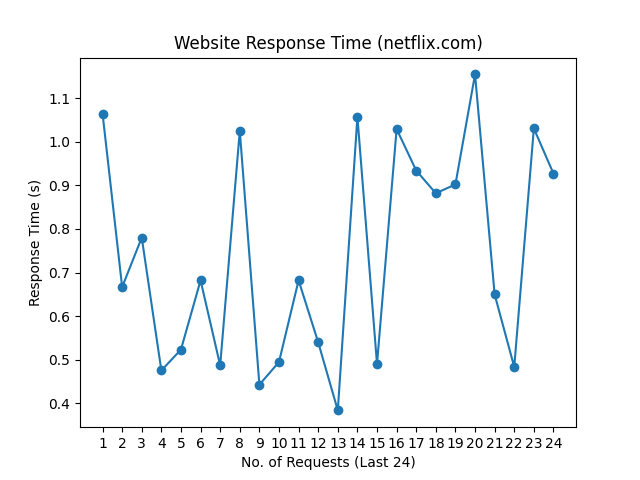 Website Response Time (netflix.com)
Response Time (s)
1.1
1.0
0.9
0.8
0.7
0.6
0.5
0.4
1 2 3 4 5 6 7 8 9 10 11 12 13 14 15 16 17 18 19 20 21 22 23 24
No. of Requests (Last 24)